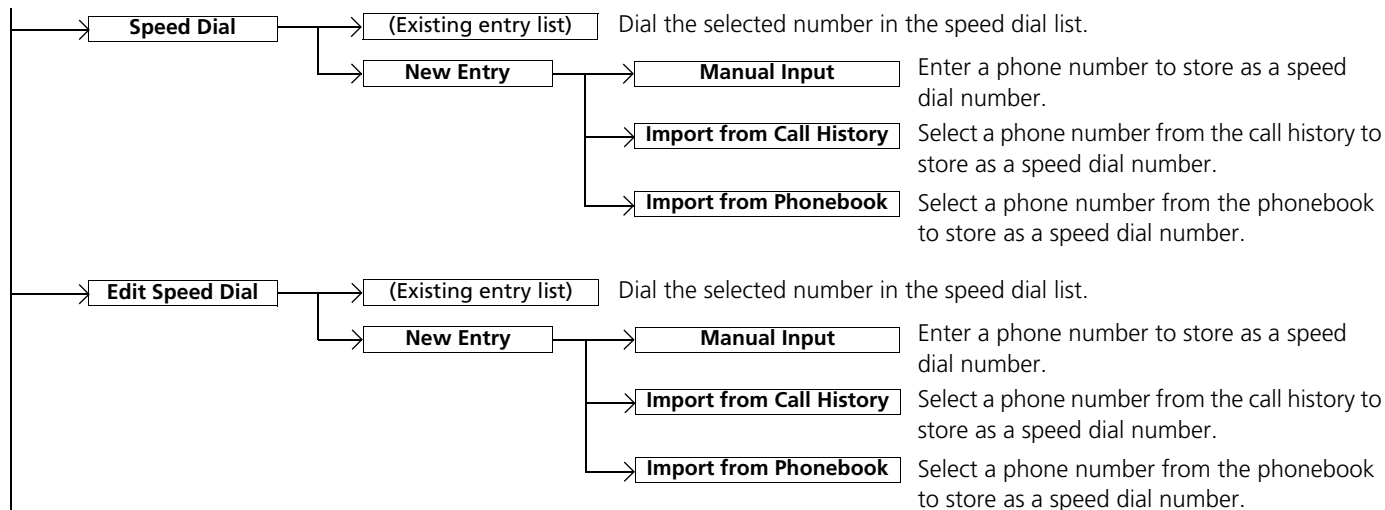 Speed Dial
(Existing entry list)
Dial the selected number in the speed dial list.
New Entry
Manual Input
Enter a phone number to store as a speed
dial number.
Import from Call History
Select a phone number from the call history to
store as a speed dial number.
Import from Phonebook
Select a phone number from the phonebook
to store as a speed dial number.
Edit Speed Dial
(Existing entry list)
Dial the selected number in the speed dial list.
New Entry
Manual Input
Enter a phone number to store as a speed
dial number.
Import from Call History
Select a phone number from the call history to
store as a speed dial number.
Import from Phonebook
Select a phone number from the phonebook
to store as a speed dial number.